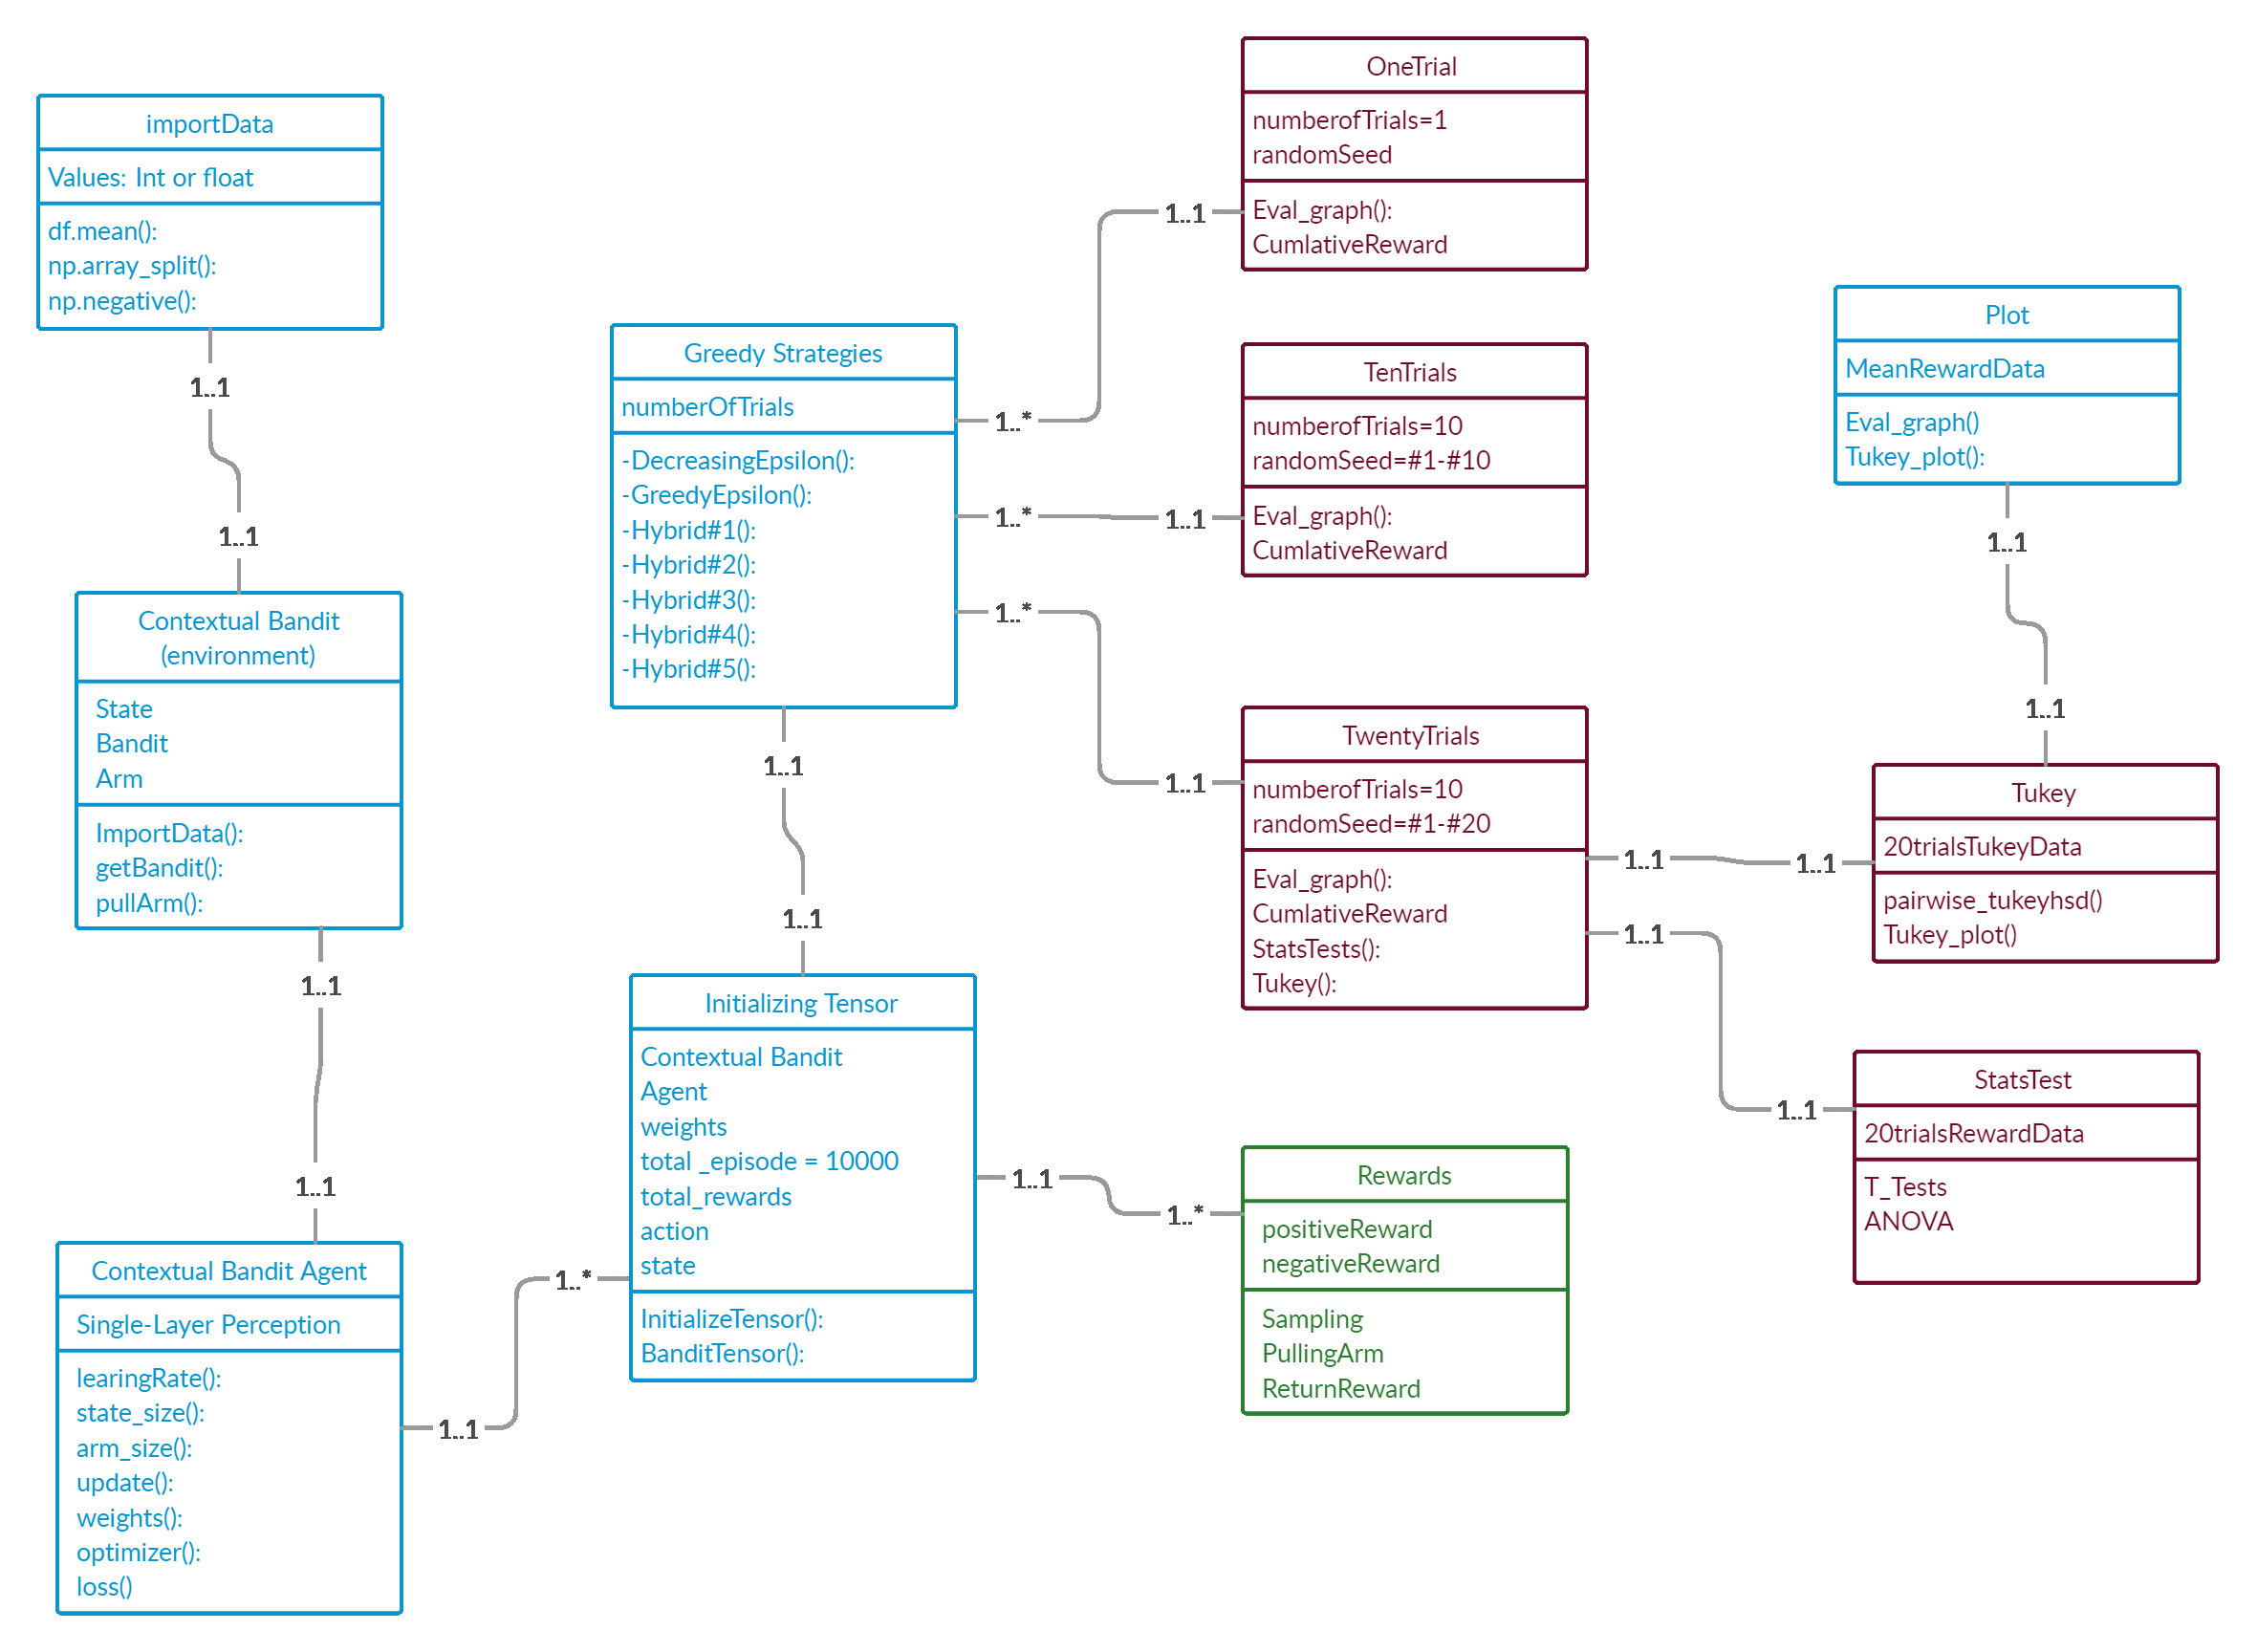 importData
Values: Int or float
df.mean():
np.array_split():
np.negative():
1..1
1..1
Contextual Bandit
(environment)
State
Bandit
Arm
ImportData():
getBandit():
pullArm():
1..1
1..1
Contextual Bandit Agent
Single-Layer Perception
learingRate():
state_size():
arm_size():
update():
weights():
optimizer():
loss()
1..1
1..*
Greedy Strategies
numberOfTrials
-DecreasingEpsilon():
-GreedyEpsilon():
-Hybrid#1():
-Hybrid#2():
-Hybrid#3():
-Hybrid#4():
-Hybrid#5():
1..1
1..1
Initializing Tensor
Contextual Bandit
Agent
weights
total _episode = 10000
total_rewards
action
state
InitializeTensor():
BanditTensor():
1..1
1..*
1..*
1..1
1..*
1..1
1..*
1..1
OneTrial
numberofTrials=1
randomSeed
Eval_graph():
CumlativeReward
TenTrials
numberofTrials=10
randomSeed=#1-#10
Eval_graph():
CumlativeReward
TwentyTrials
numberofTrials=10
randomSeed=#1-#20
Eval_graph():
CumlativeReward
StatsTests():
Tukey():
Rewards
positiveReward
negativeReward
Sampling
PullingArm
ReturnReward
1..1
1..1
1..1
1..1
Plot
MeanRewardData
Eval_graph()
Tukey_plot():
1..1
1..1
Tukey
20trialsTukeyData
pairwise_tukeyhsd()
Tukey_plot()
StatsTest
20trialsRewardData
T_Tests
ANOVA